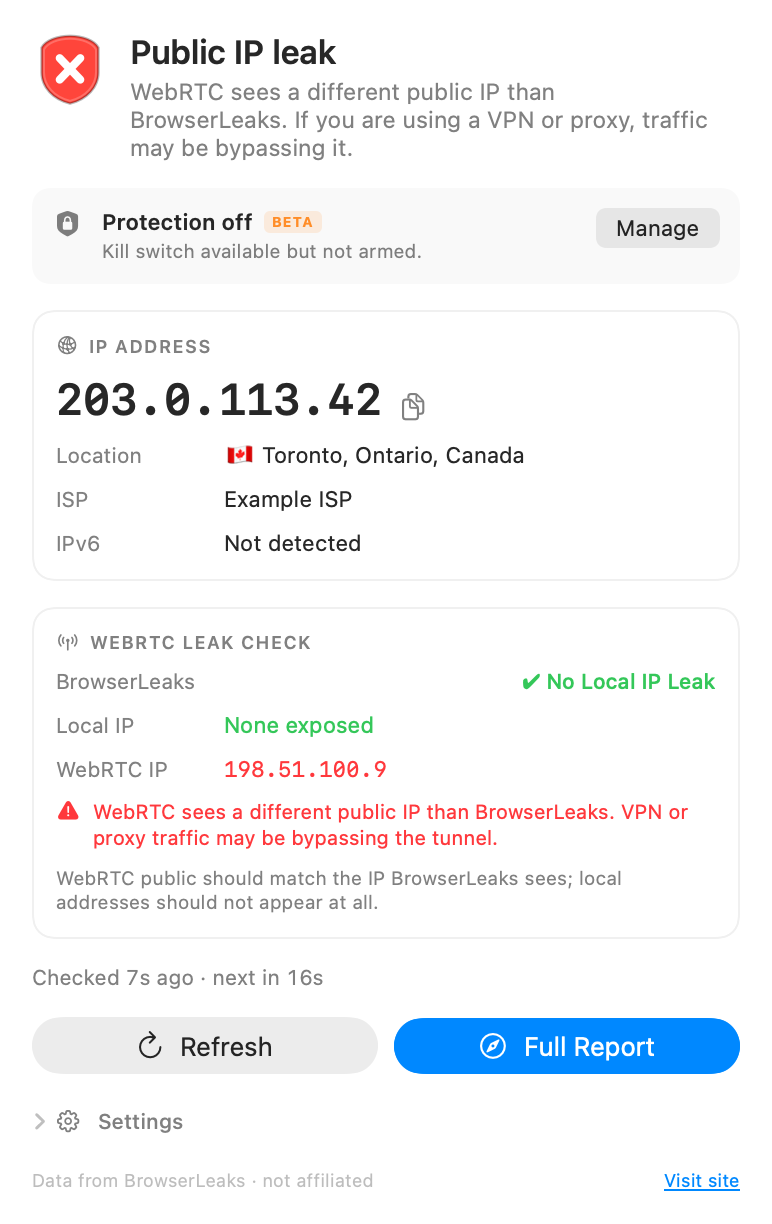 Public IP leak
WebRTC sees a different public IP than
BrowserLeaks. If you are using a VPN or proxy, traffic
may be bypassing it.
Protection off BETA
Kill switch available but not armed.
Manage
IP ADDRESS
203.0.113.42
Location Toronto, Ontario, Canada
ISP Example ISP
IPv6 Not detected
WEBRTC LEAK CHECK
BrowserLeaks ✔ No Local IP Leak
Local IP None exposed
WebRTC IP 198.51.100.9
WebRTC sees a different public IP than BrowserLeaks. VPN or
proxy traffic may be bypassing the tunnel.
WebRTC public should match the IP BrowserLeaks sees; local
addresses should not appear at all.
Checked 7s ago · next in 16s
Refresh
Full Report
Settings
Data from BrowserLeaks · not affiliated
Visit site